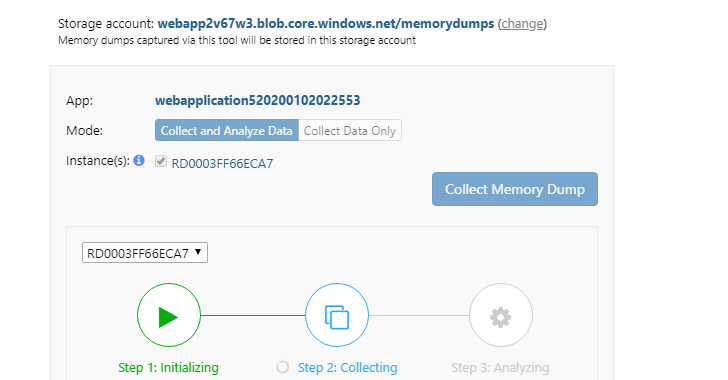 Storage account: webapp2v67w3.blob.core.windows.net/memorydumps (change)
Memory dumps captured via this tool will be stored in this storage account
App: webapplication520200102022553
Mode: Collect and Analyze Data Collect Data Only
Instance(s): RD0003FF66ECA7
Collect Memory Dump
RD0003FF66ECA7
Step 1: Initializing Step 2: Collecting Step 3: Analyzing